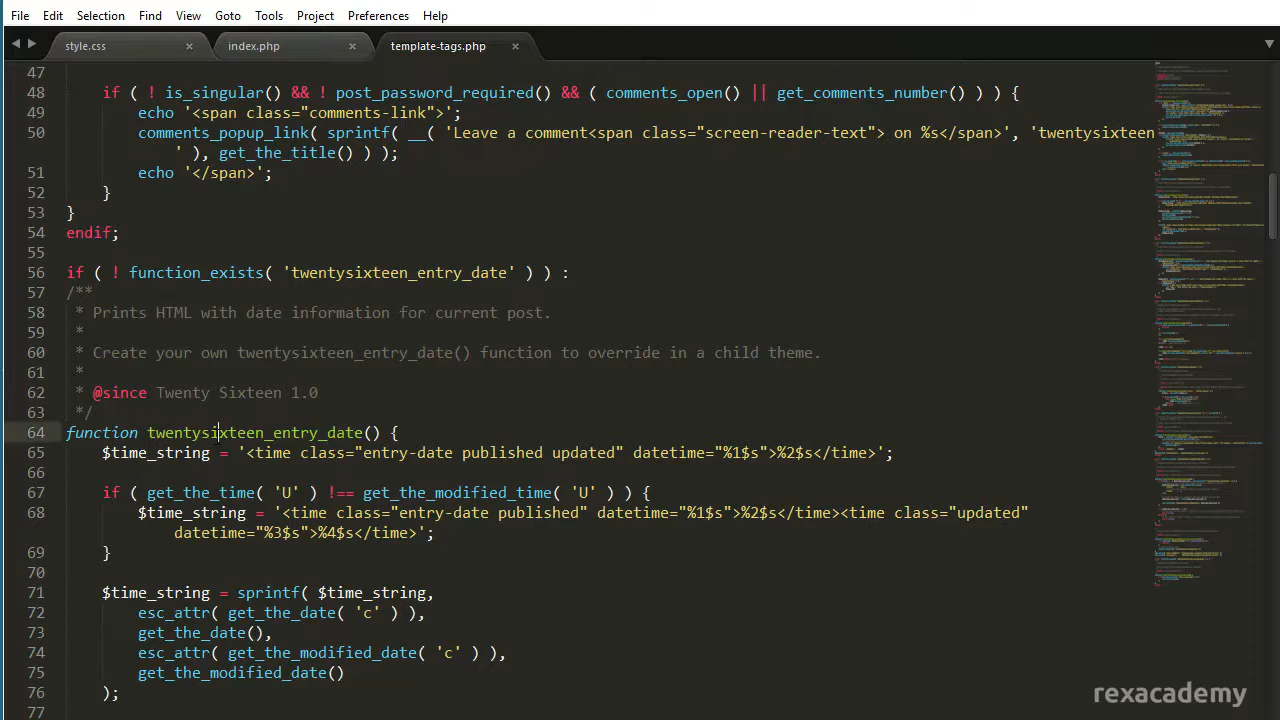 File Edit Selection Find View Goto Tools Project Preferences Help
style.css × index.php × template-tags.php ×
47
48 if ( ! is_singular() && ! post_password_required() && ( comments_open() || get_comments_number() ) ) {
49 echo '<span class="comments-link">';
50 comments_popup_link( sprintf( __( 'Leave a comment<span class="screen-reader-text"> on %s</span>', 'twentysixteen
' ), get_the_title() ) );
51 echo '</span>';
52 }
53 }
54 endif;
55
56 if ( ! function_exists( 'twentysixteen_entry_date' ) ) :
57 /**
58 * Prints HTML with date information for current post.
59 *
60 * Create your own twentysixteen_entry_date() function to override in a child theme.
61 *
62 * @since Twenty Sixteen 1.0
63 */
64 function twentysixteen_entry_date() {
65 $time_string = '<time class="entry-date published updated" datetime="%1$s">%2$s</time>';
66
67 if ( get_the_time( 'U' ) !== get_the_modified_time( 'U' ) ) {
68 $time_string = '<time class="entry-date published" datetime="%1$s">%2$s</time><time class="updated"
datetime="%3$s">%4$s</time>';
69 }
70
71 $time_string = sprintf( $time_string,
72 esc_attr( get_the_date( 'c' ) ),
73 get_the_date(),
74 esc_attr( get_the_modified_date( 'c' ) ),
75 get_the_modified_date()
76 );
77
rexacademy